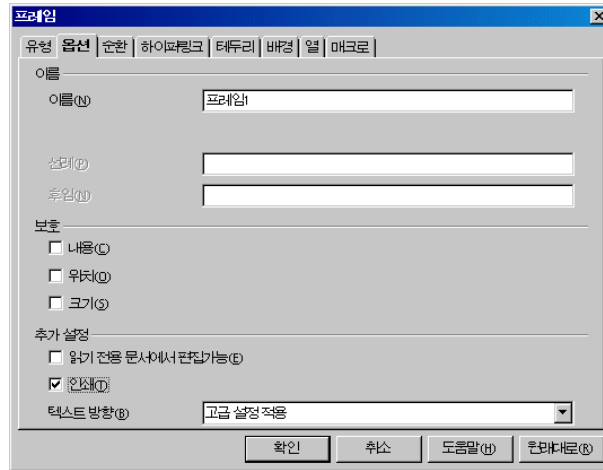 프레임
유형 옵션 순환 하이퍼링크 테두리 배경 열 매크로
이름
이름(N) 프레임1
선례(P)
후임(N)
보호
내용(C)
위치(O)
크기(S)
추가 설정
읽기 전용 문서에서 편집가능(E)
인쇄(T)
텍스트 방향(B) 고급 설정 적용
확인 취소 도움말(H) 원래대로(R)